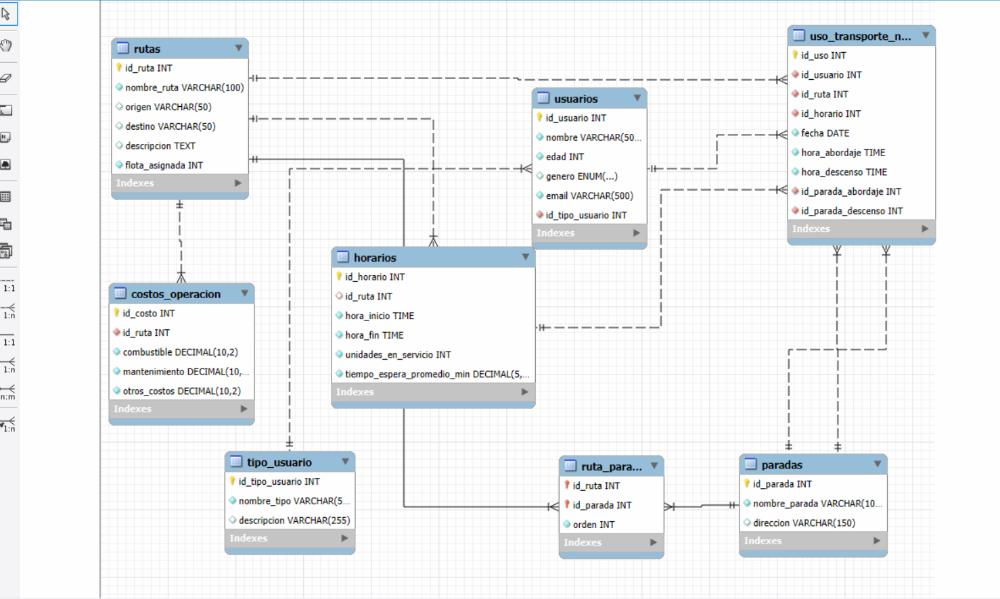 rutas
id_ruta INT
nombre_ruta VARCHAR(100)
origen VARCHAR(50)
destino VARCHAR(50)
descripcion TEXT
flota_asignada INT
Indexes
uso_transporte_n...
id_uso INT
id_usuario INT
id_ruta INT
id_horario INT
fecha DATE
hora_abordaje TIME
hora_descenso TIME
id_parada_abordaje INT
id_parada_descenso INT
Indexes
usuarios
id_usuario INT
nombre VARCHAR(50...
edad INT
genero ENUM(...)
email VARCHAR(500)
id_tipo_usuario INT
Indexes
horarios
id_horario INT
id_ruta INT
hora_inicio TIME
hora_fin TIME
unidades_en_servicio INT
tiempo_espera_promedio_min DECIMAL(5,...
Indexes
costos_operacion
id_costo INT
id_ruta INT
combustible DECIMAL(10,2)
mantenimiento DECIMAL(10,...
otros_costos DECIMAL(10,2)
Indexes
tipo_usuario
id_tipo_usuario INT
nombre_tipo VARCHAR(5...
descripcion VARCHAR(255)
Indexes
ruta_para...
id_ruta INT
id_parada INT
orden INT
Indexes
paradas
id_parada INT
nombre_parada VARCHAR(10...
direccion VARCHAR(150)
Indexes
1:1
1:n
1:1
1:n
n:m
1:n